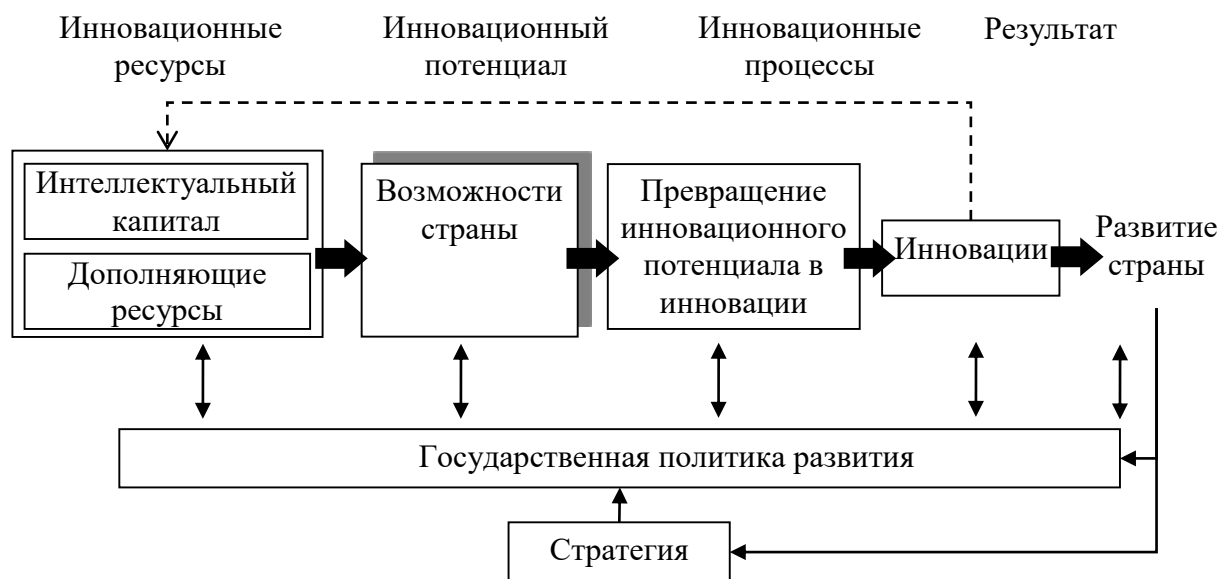 Инновационные
ресурсы
Инновационный
потенциал
Инновационные
процессы
Результат
Интеллектуальный
капитал
Дополняющие
ресурсы
Возможности
страны
Превращение
инновационного
потенциала в
инновации
Инновации
Развитие
страны
Государственная политика развития
Стратегия